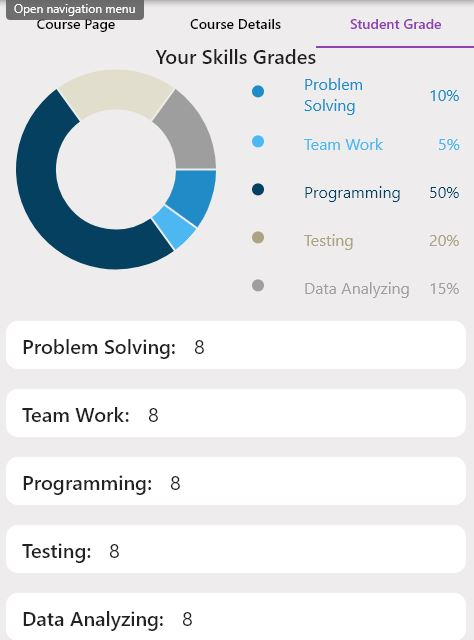 Open navigation menu
Course Page
Course Details
Student Grade
Your Skills Grades
Problem
Solving
10%
Team Work 5%
Programming 50%
Testing 20%
Data Analyzing 15%
Problem Solving: 8
Team Work: 8
Programming: 8
Testing: 8
Data Analyzing: 8